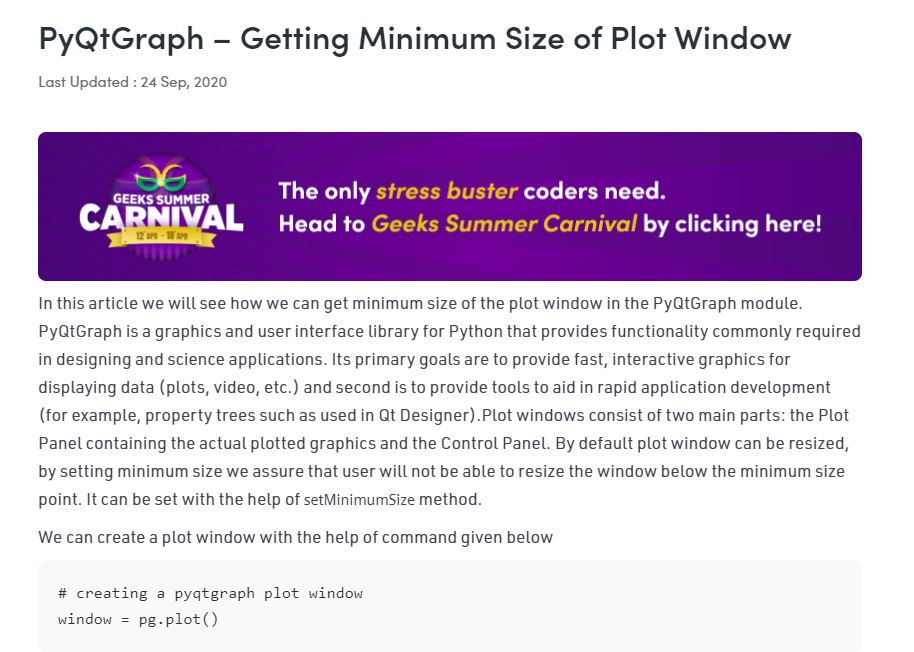 PyQtGraph – Getting Minimum Size of Plot Window
Last Updated : 24 Sep, 2020
GEEKS SUMMER
CARNIVAL
12 APR - 18 APR
The only stress buster coders need.
Head to Geeks Summer Carnival by clicking here!
In this article we will see how we can get minimum size of the plot window in the PyQtGraph module.
PyQtGraph is a graphics and user interface library for Python that provides functionality commonly required
in designing and science applications. Its primary goals are to provide fast, interactive graphics for
displaying data (plots, video, etc.) and second is to provide tools to aid in rapid application development
(for example, property trees such as used in Qt Designer).Plot windows consist of two main parts: the Plot
Panel containing the actual plotted graphics and the Control Panel. By default plot window can be resized,
by setting minimum size we assure that user will not be able to resize the window below the minimum size
point. It can be set with the help of setMinimumSize method.
We can create a plot window with the help of command given below
# creating a pyqtgraph plot window
window = pg.plot()